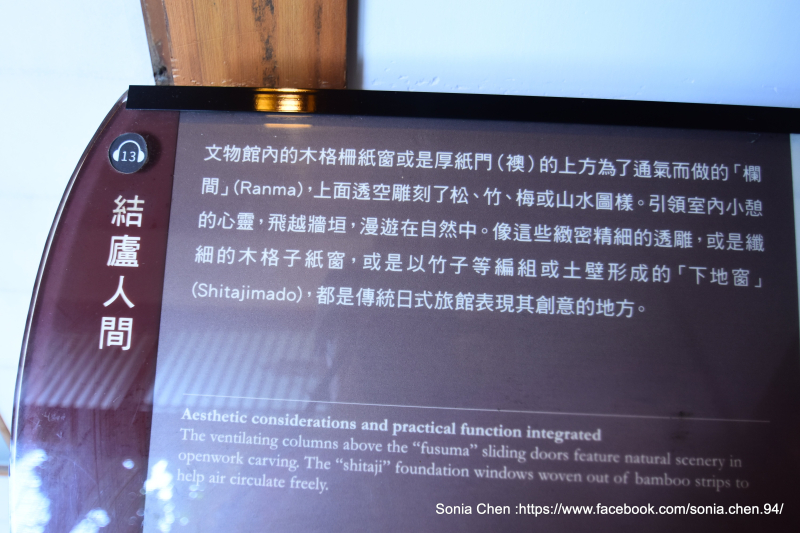 13
結廬人間
文物館內的木格柵紙窗或是厚紙門(襖)的上方為了通氣而做的「欄
間」(Ranma),上面透空雕刻了松、竹、梅或山水圖樣。引領室內小憩
的心靈,飛越牆垣,漫遊在自然中。像這些緻密精細的透雕,或是纖
細的木格子紙窗,或是以竹子等編組或土壁形成的「下地窗」
(Shitajimado),都是傳統日式旅館表現其創意的地方。
Aesthetic considerations and practical function integrated
The ventilating columns above the “fusuma” sliding doors feature natural scenery in
openwork carving. The “shitaji” foundation windows woven out of bamboo strips to
help air circulate freely.
Sonia Chen :https://www.facebook.com/sonia.chen.94/